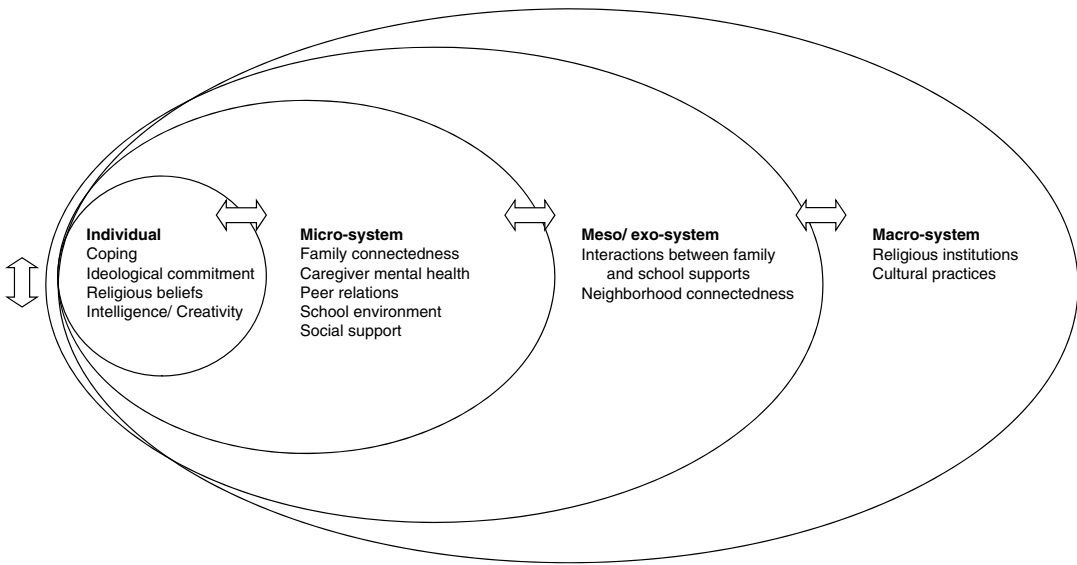 Individual
Coping
Ideological commitment
Religious beliefs
Intelligence/ Creativity
Micro-system
Family connectedness
Caregiver mental health
Peer relations
School environment
Social support
Meso/ exo-system
Interactions between family
and school supports
Neighborhood connectedness
Macro-system
Religious institutions
Cultural practices